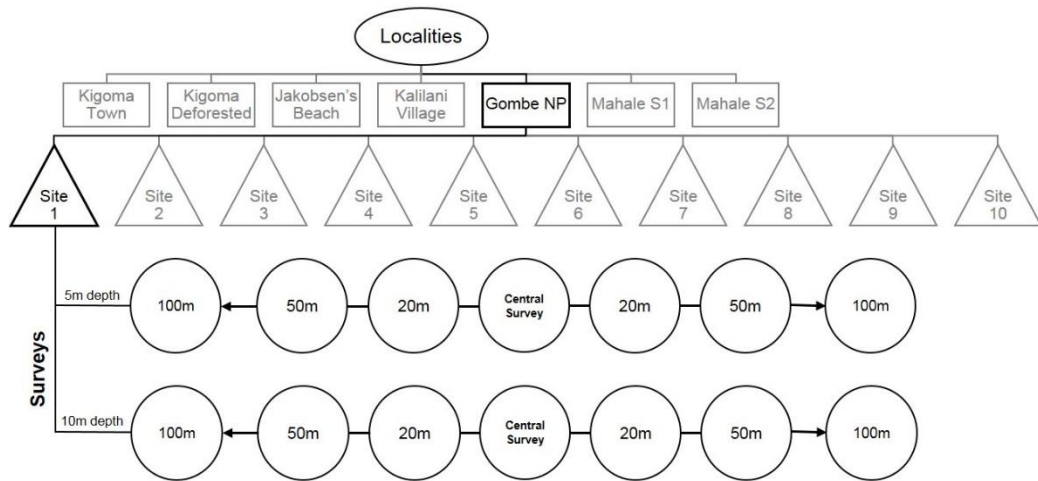 Localities
Kigoma
Town
Kigoma
Deforested
Jakobsen's
Beach
Kalilani
Village
Gombe NP
Mahale S1
Mahale S2
Site
1
Site
2
Site
3
Site
4
Site
5
Site
6
Site
7
Site
8
Site
9
Site
10
Surveys
5m depth
100m
50m
20m
Central
Survey
20m
50m
100m
10m depth
100m
50m
20m
Central
Survey
20m
50m
100m